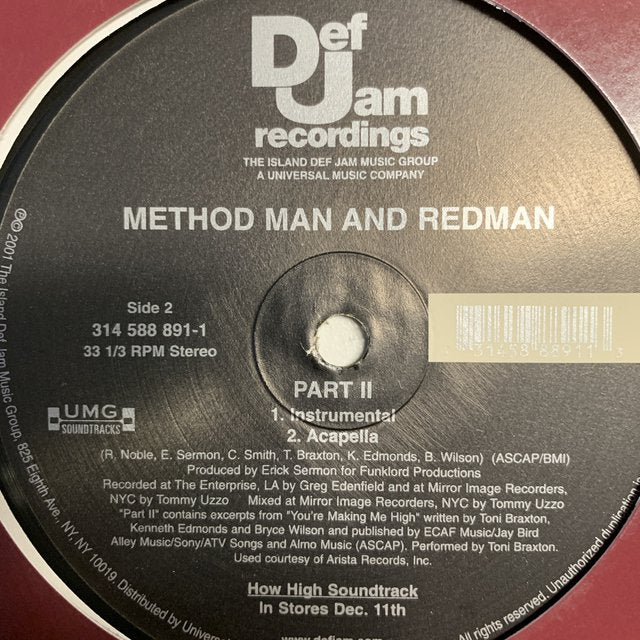 Def
Jam
recordings
THE ISLAND DEF JAM MUSIC GROUP
A UNIVERSAL MUSIC COMPANY
METHOD MAN AND REDMAN
Side 2
314 588 891-1
33 1/3 RPM Stereo
31458 88911 3
UMG
SOUNDTRACKS
PART II
1. Instrumental
2. Acapella
(R. Noble, E. Sermon, C. Smith, T. Braxton, K. Edmonds, B. Wilson) (ASCAP/BMI)
Produced by Erick Sermon for Funklord Productions
Recorded at The Enterprise, LA by Greg Edenfield and at Mirror Image Recorders,
NYC by Tommy Uzzo Mixed at Mirror Image Recorders, NYC by Tommy Uzzo
"Part II" contains excerpts from "You're Making Me High" written by Toni Braxton,
Kenneth Edmonds and Bryce Wilson and published by ECAF Music/Jay Bird
Alley Music/Sony/ATV Songs and Almo Music (ASCAP). Performed by Toni Braxton.
Used courtesy of Arista Records, Inc.
How High Soundtrack
In Stores Dec. 11th
www.defjam.com
℗© 2001 The Island Def Jam Music Group, 825 Eighth Ave., NY, NY 10019. Distributed by
All rights reserved. Unauthorized duplication